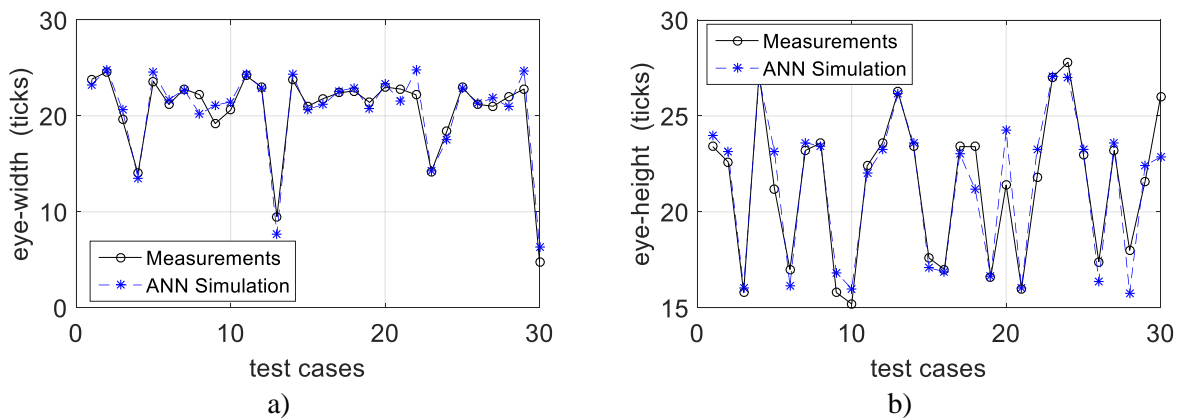 30
20
10
0
eye-width (ticks)
Measurements
ANN Simulation
0
10
20
30
test cases
a)
30
25
20
15
eye-height (ticks)
Measurements
ANN Simulation
0
10
20
30
test cases
b)